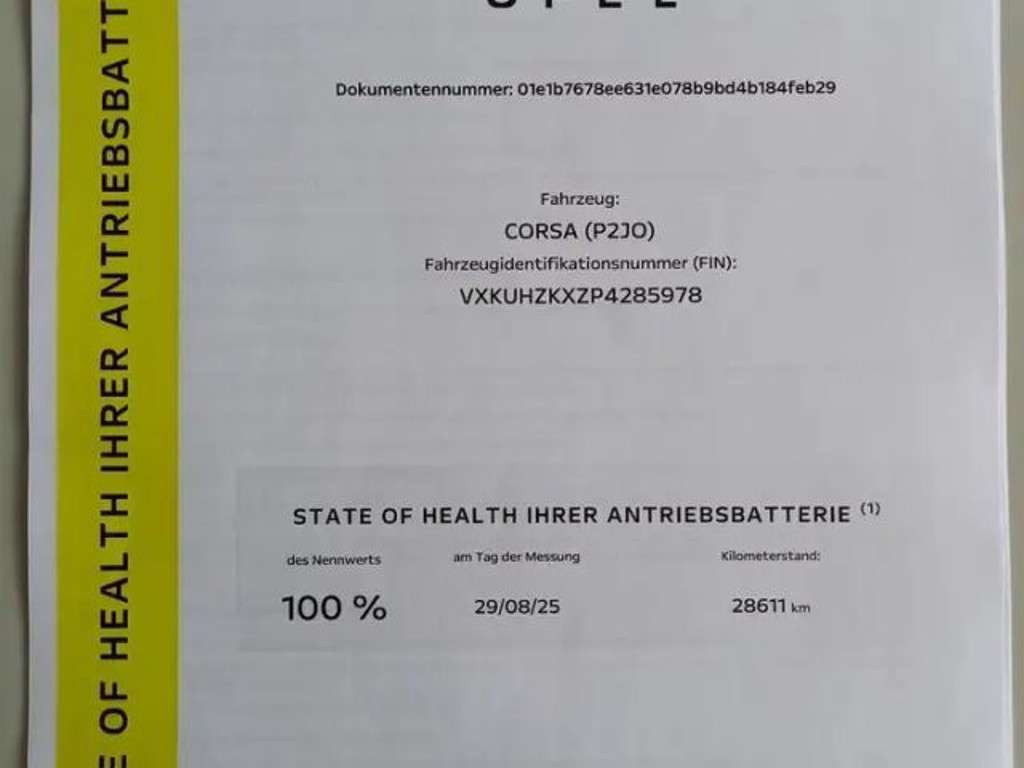 OPEL
Dokumentennummer: 01e1b7678ee631e078b9bd4b184feb29
Fahrzeug:
CORSA (P2JO)
Fahrzeugidentifikationsnummer (FIN):
VXKUHZKXZP4285978
STATE OF HEALTH IHRER ANTRIEBSBATTERIE (1)
des Nennwerts am Tag der Messung Kilometerstand:
100 % 29/08/25 28611 km
E OF HEALTH IHRER ANTRIEBSBATT